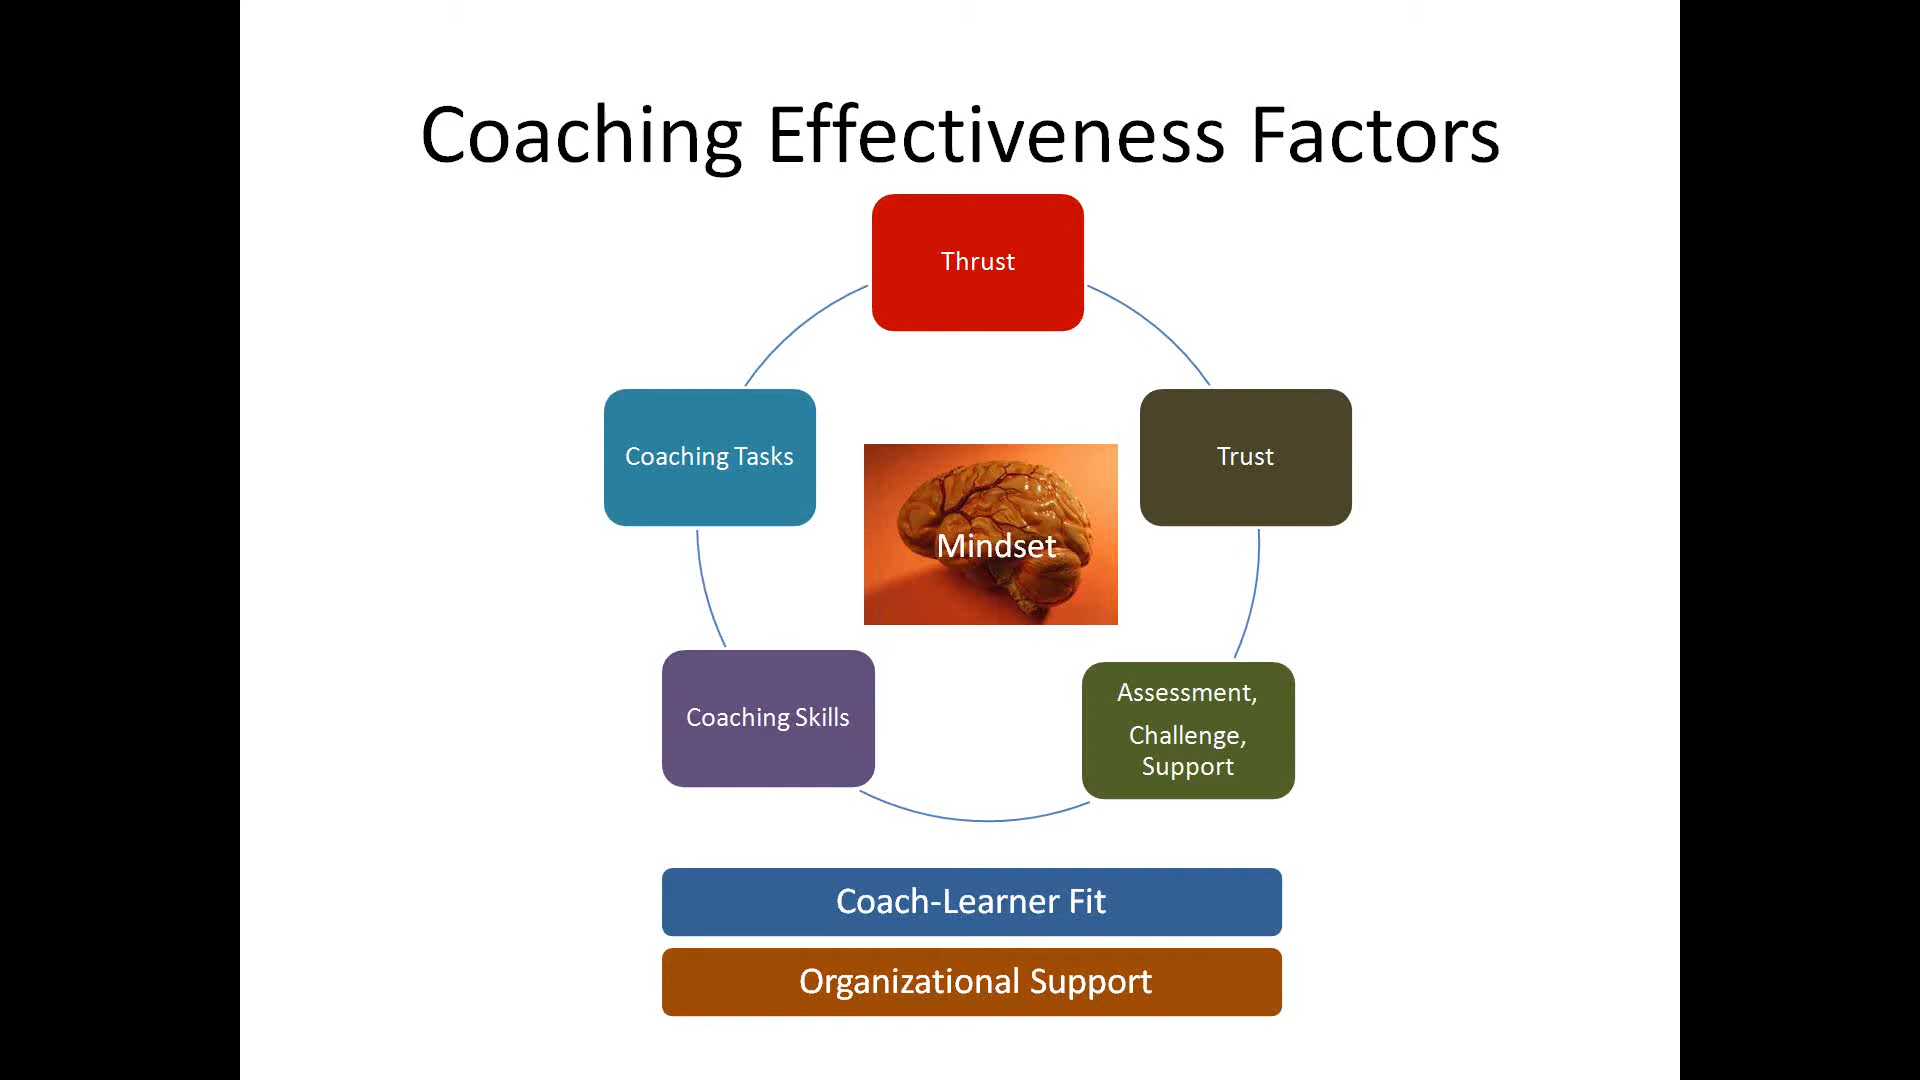 Coaching Effectiveness Factors
Thrust
Coaching Tasks
Trust
Mindset
Coaching Skills
Assessment,
Challenge,
Support
Coach-Learner Fit
Organizational Support